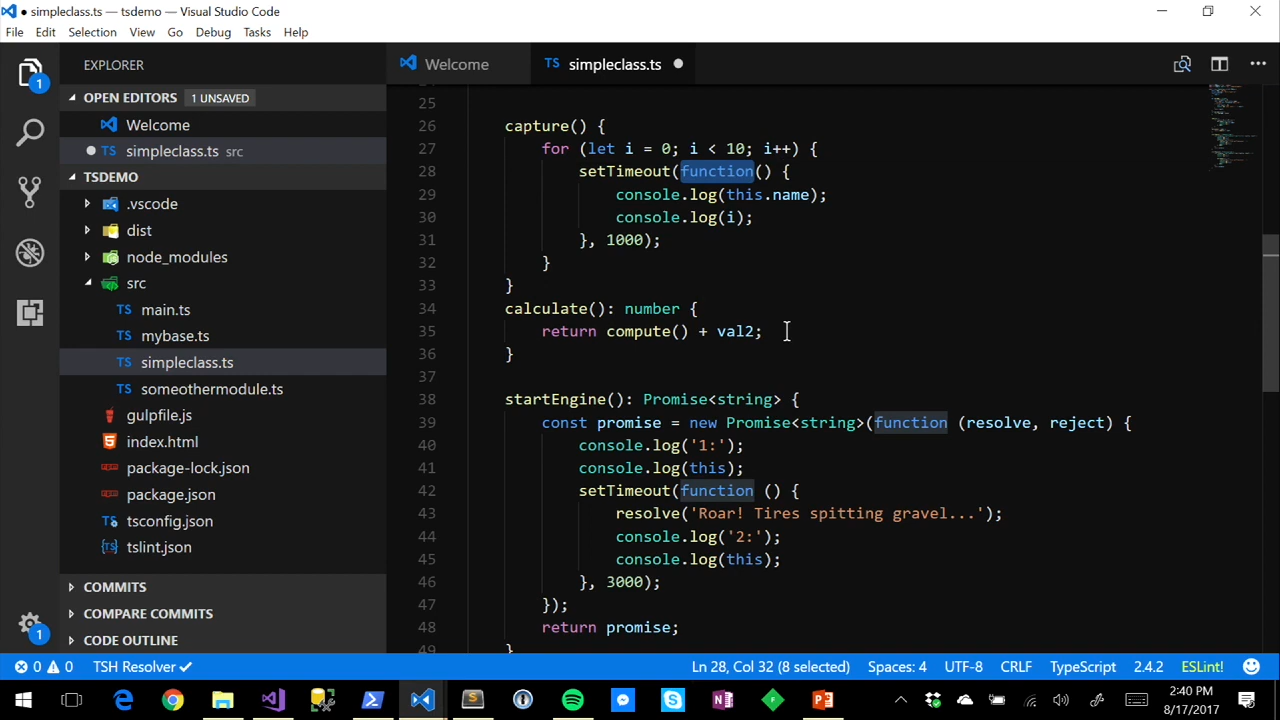 ● simpleclass.ts — tsdemo — Visual Studio Code
File Edit Selection View Go Debug Tasks Help
EXPLORER
Welcome
TS simpleclass.ts ●
OPEN EDITORS 1 UNSAVED
Welcome
● TS simpleclass.ts src
TSDEMO
.vscode
dist
node_modules
src
TS main.ts
TS mybase.ts
TS simpleclass.ts
TS someothermodule.ts
gulpfile.js
index.html
package-lock.json
package.json
TS tsconfig.json
{TS} tslint.json
COMMITS
COMPARE COMMITS
CODE OUTLINE
1
1
25
26 capture() {
27 for (let i = 0; i < 10; i++) {
28 setTimeout(function() {
29 console.log(this.name);
30 console.log(i);
31 }, 1000);
32 }
33 }
34 calculate(): number {
35 return compute() + val2;
36 }
37
38 startEngine(): Promise<string> {
39 const promise = new Promise<string>(function (resolve, reject) {
40 console.log('1:');
41 console.log(this);
42 setTimeout(function () {
43 resolve('Roar! Tires spitting gravel...');
44 console.log('2:');
45 console.log(this);
46 }, 3000);
47 });
48 return promise;
49 }
0 0 TSH Resolver ✓ Ln 28, Col 32 (8 selected) Spaces: 4 UTF-8 CRLF TypeScript 2.4.2 ESLint!
2:40 PM
8/17/2017